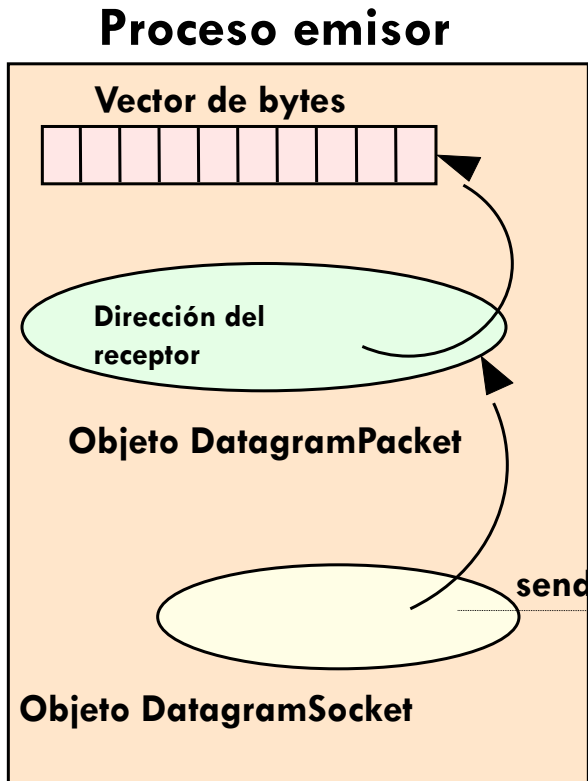 Proceso emisor
Vector de bytes
Dirección del
receptor
Objeto DatagramPacket
send
Objeto DatagramSocket